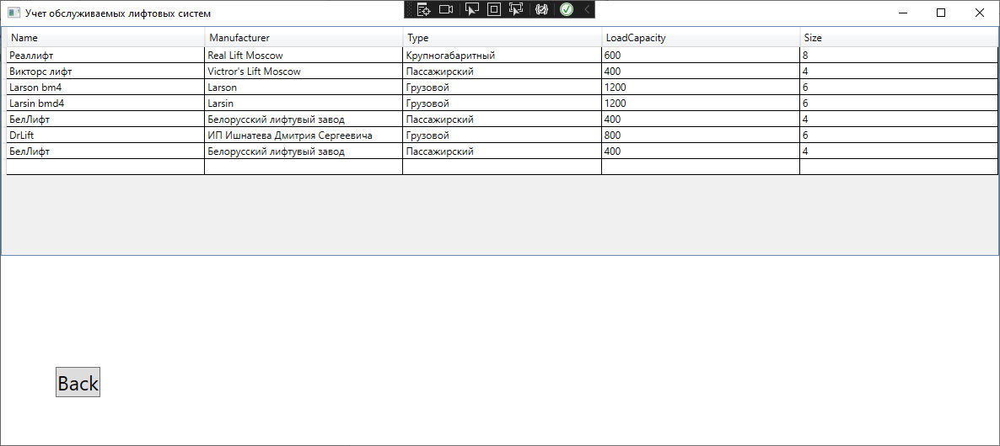 Учет обслуживаемых лифтовых систем
Name Manufacturer Type LoadCapacity Size
Реаллифт Real Lift Moscow Крупногабаритный 600 8
Викторс лифт Victror's Lift Moscow Пассажирский 400 4
Larson bm4 Larson Грузовой 1200 6
Larsin bmd4 Larsin Грузовой 1200 6
БелЛифт Белорусский лифтувый завод Пассажирский 400 4
DrLift ИП Ишнатева Дмитрия Сергеевича Грузовой 800 6
БелЛифт Белорусский лифтувый завод Пассажирский 400 4
Back